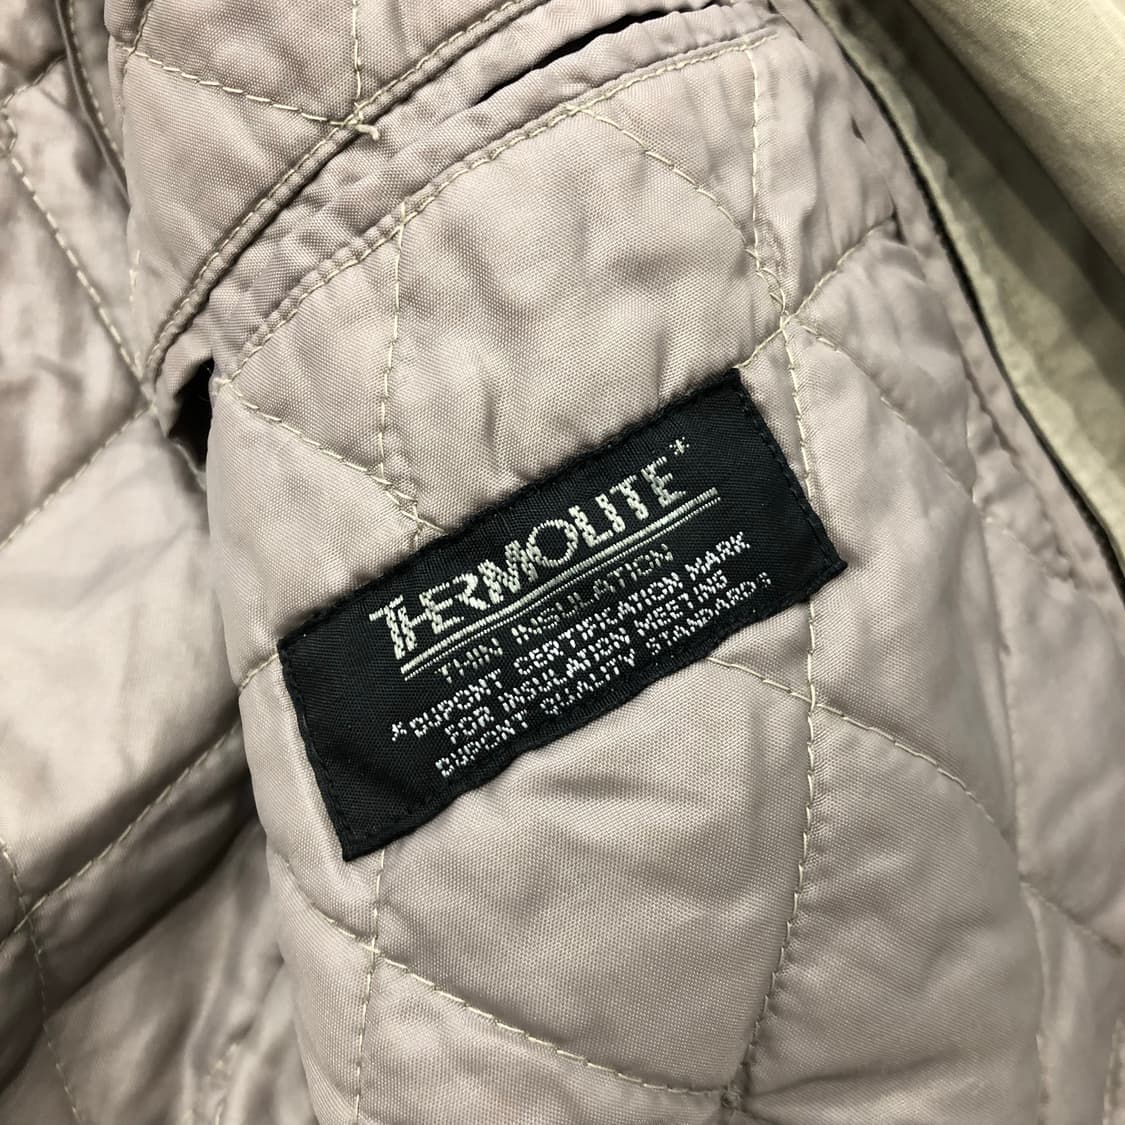 THERMOLITE*
THIN INSULATION
*DUPONT CERTIFICATION MARK
FOR INSULATION MEETING
DUPONT QUALITY STANDARDS